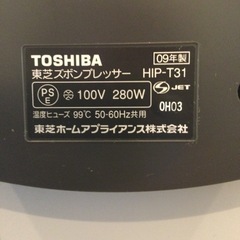 TOSHIBA 09年製
東芝ズボンプレッサー HIP-T31
PS E 100V 280W S JET
0H03
温度ヒューズ 99℃ 50-60Hz共用
東芝ホームアプライアンス株式会社